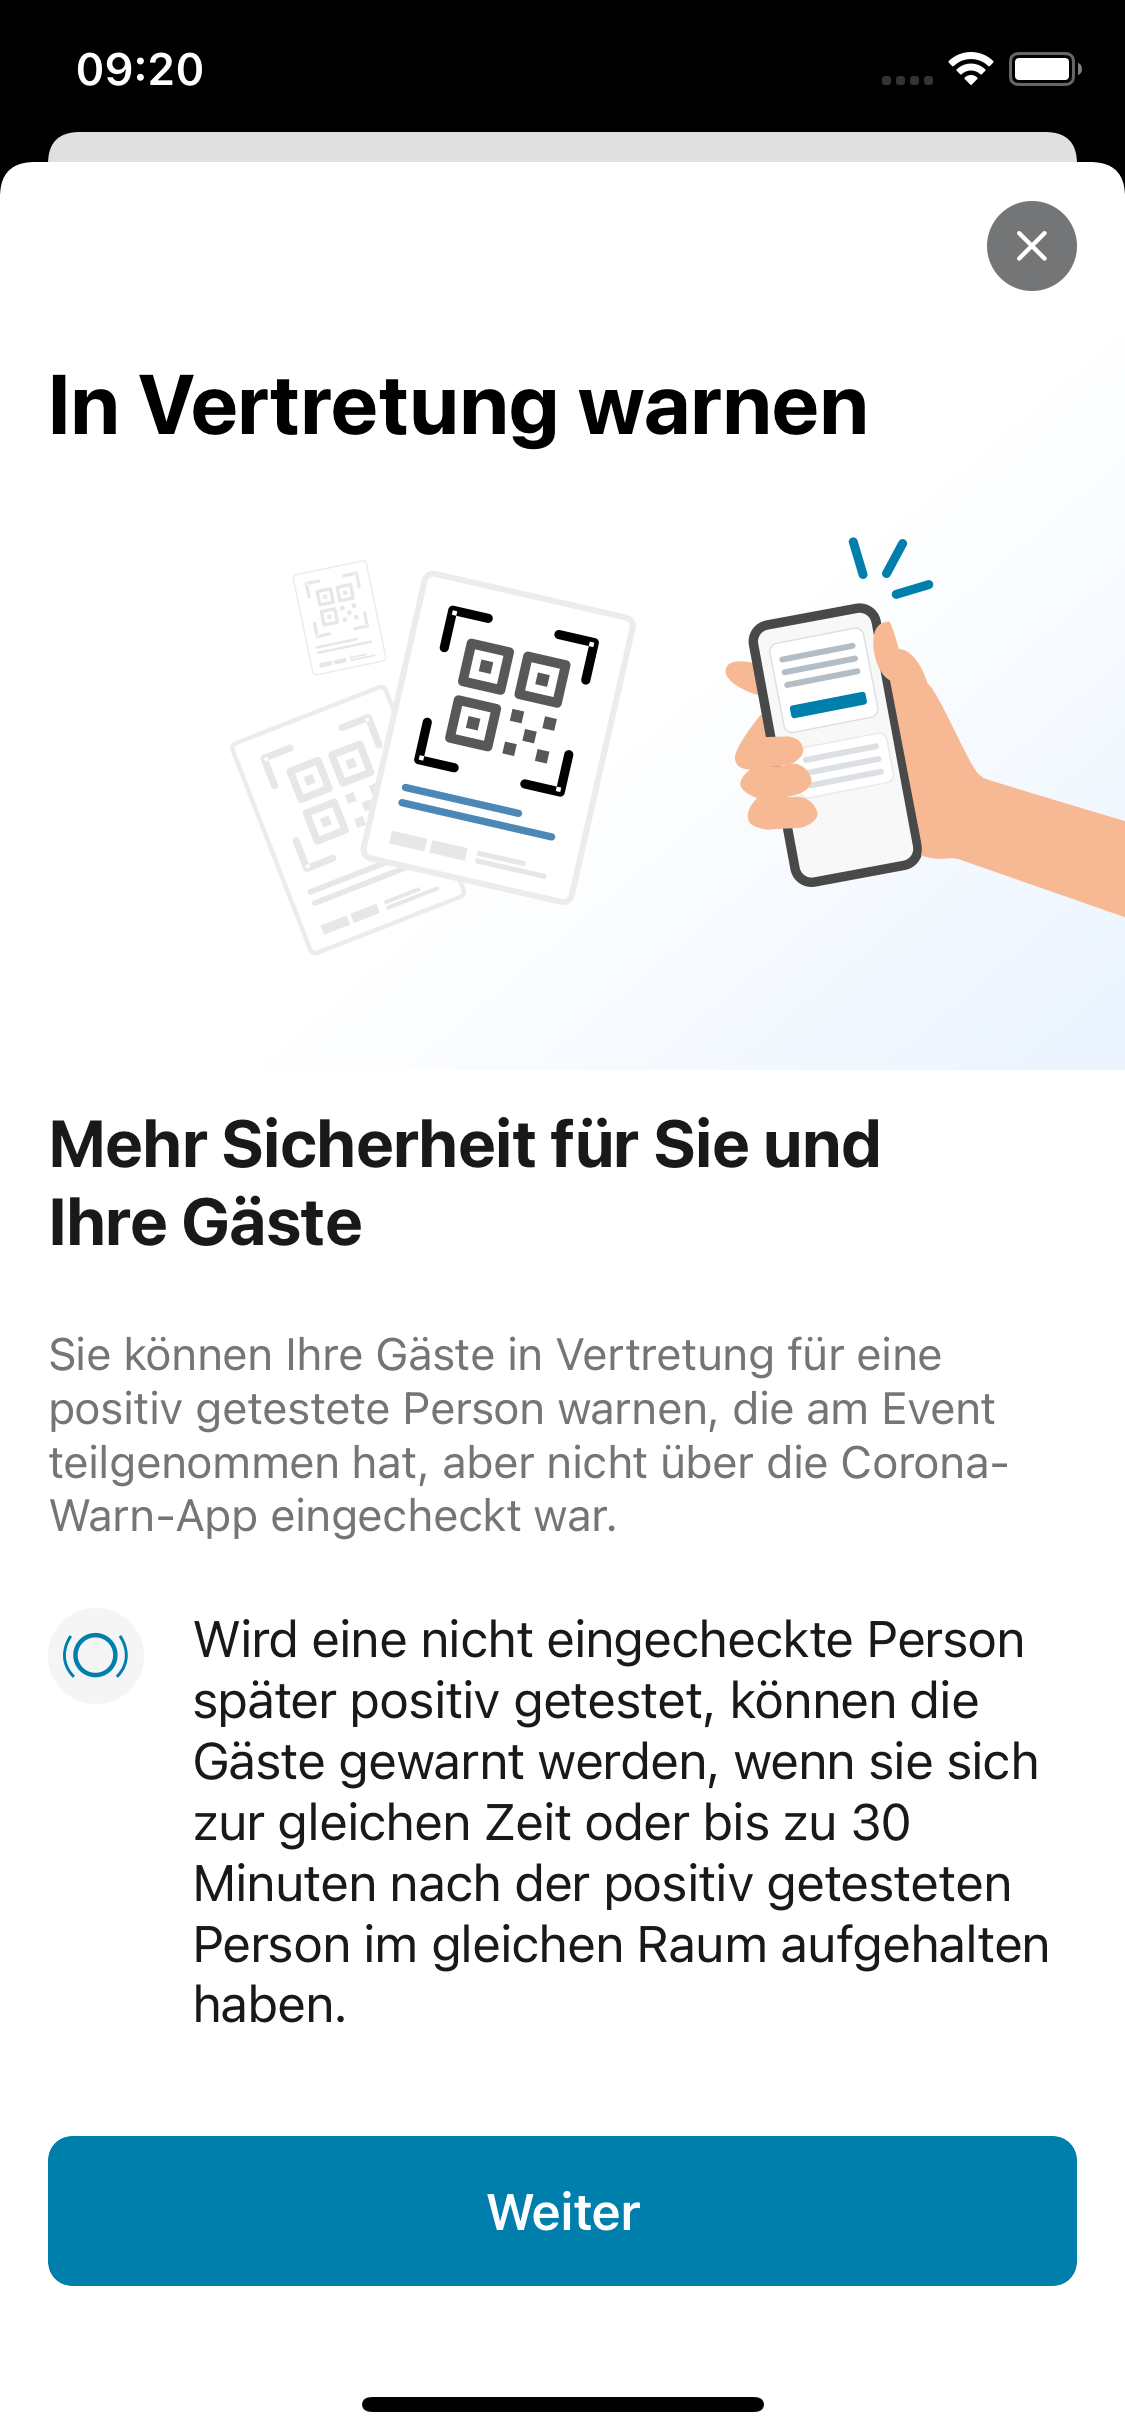 09:20
In Vertretung warnen
Mehr Sicherheit für Sie und
Ihre Gäste
Sie können Ihre Gäste in Vertretung für eine
positiv getestete Person warnen, die am Event
teilgenommen hat, aber nicht über die Corona-
Warn-App eingecheckt war.
Wird eine nicht eingecheckte Person
später positiv getestet, können die
Gäste gewarnt werden, wenn sie sich
zur gleichen Zeit oder bis zu 30
Minuten nach der positiv getesteten
Person im gleichen Raum aufgehalten
haben.
Weiter